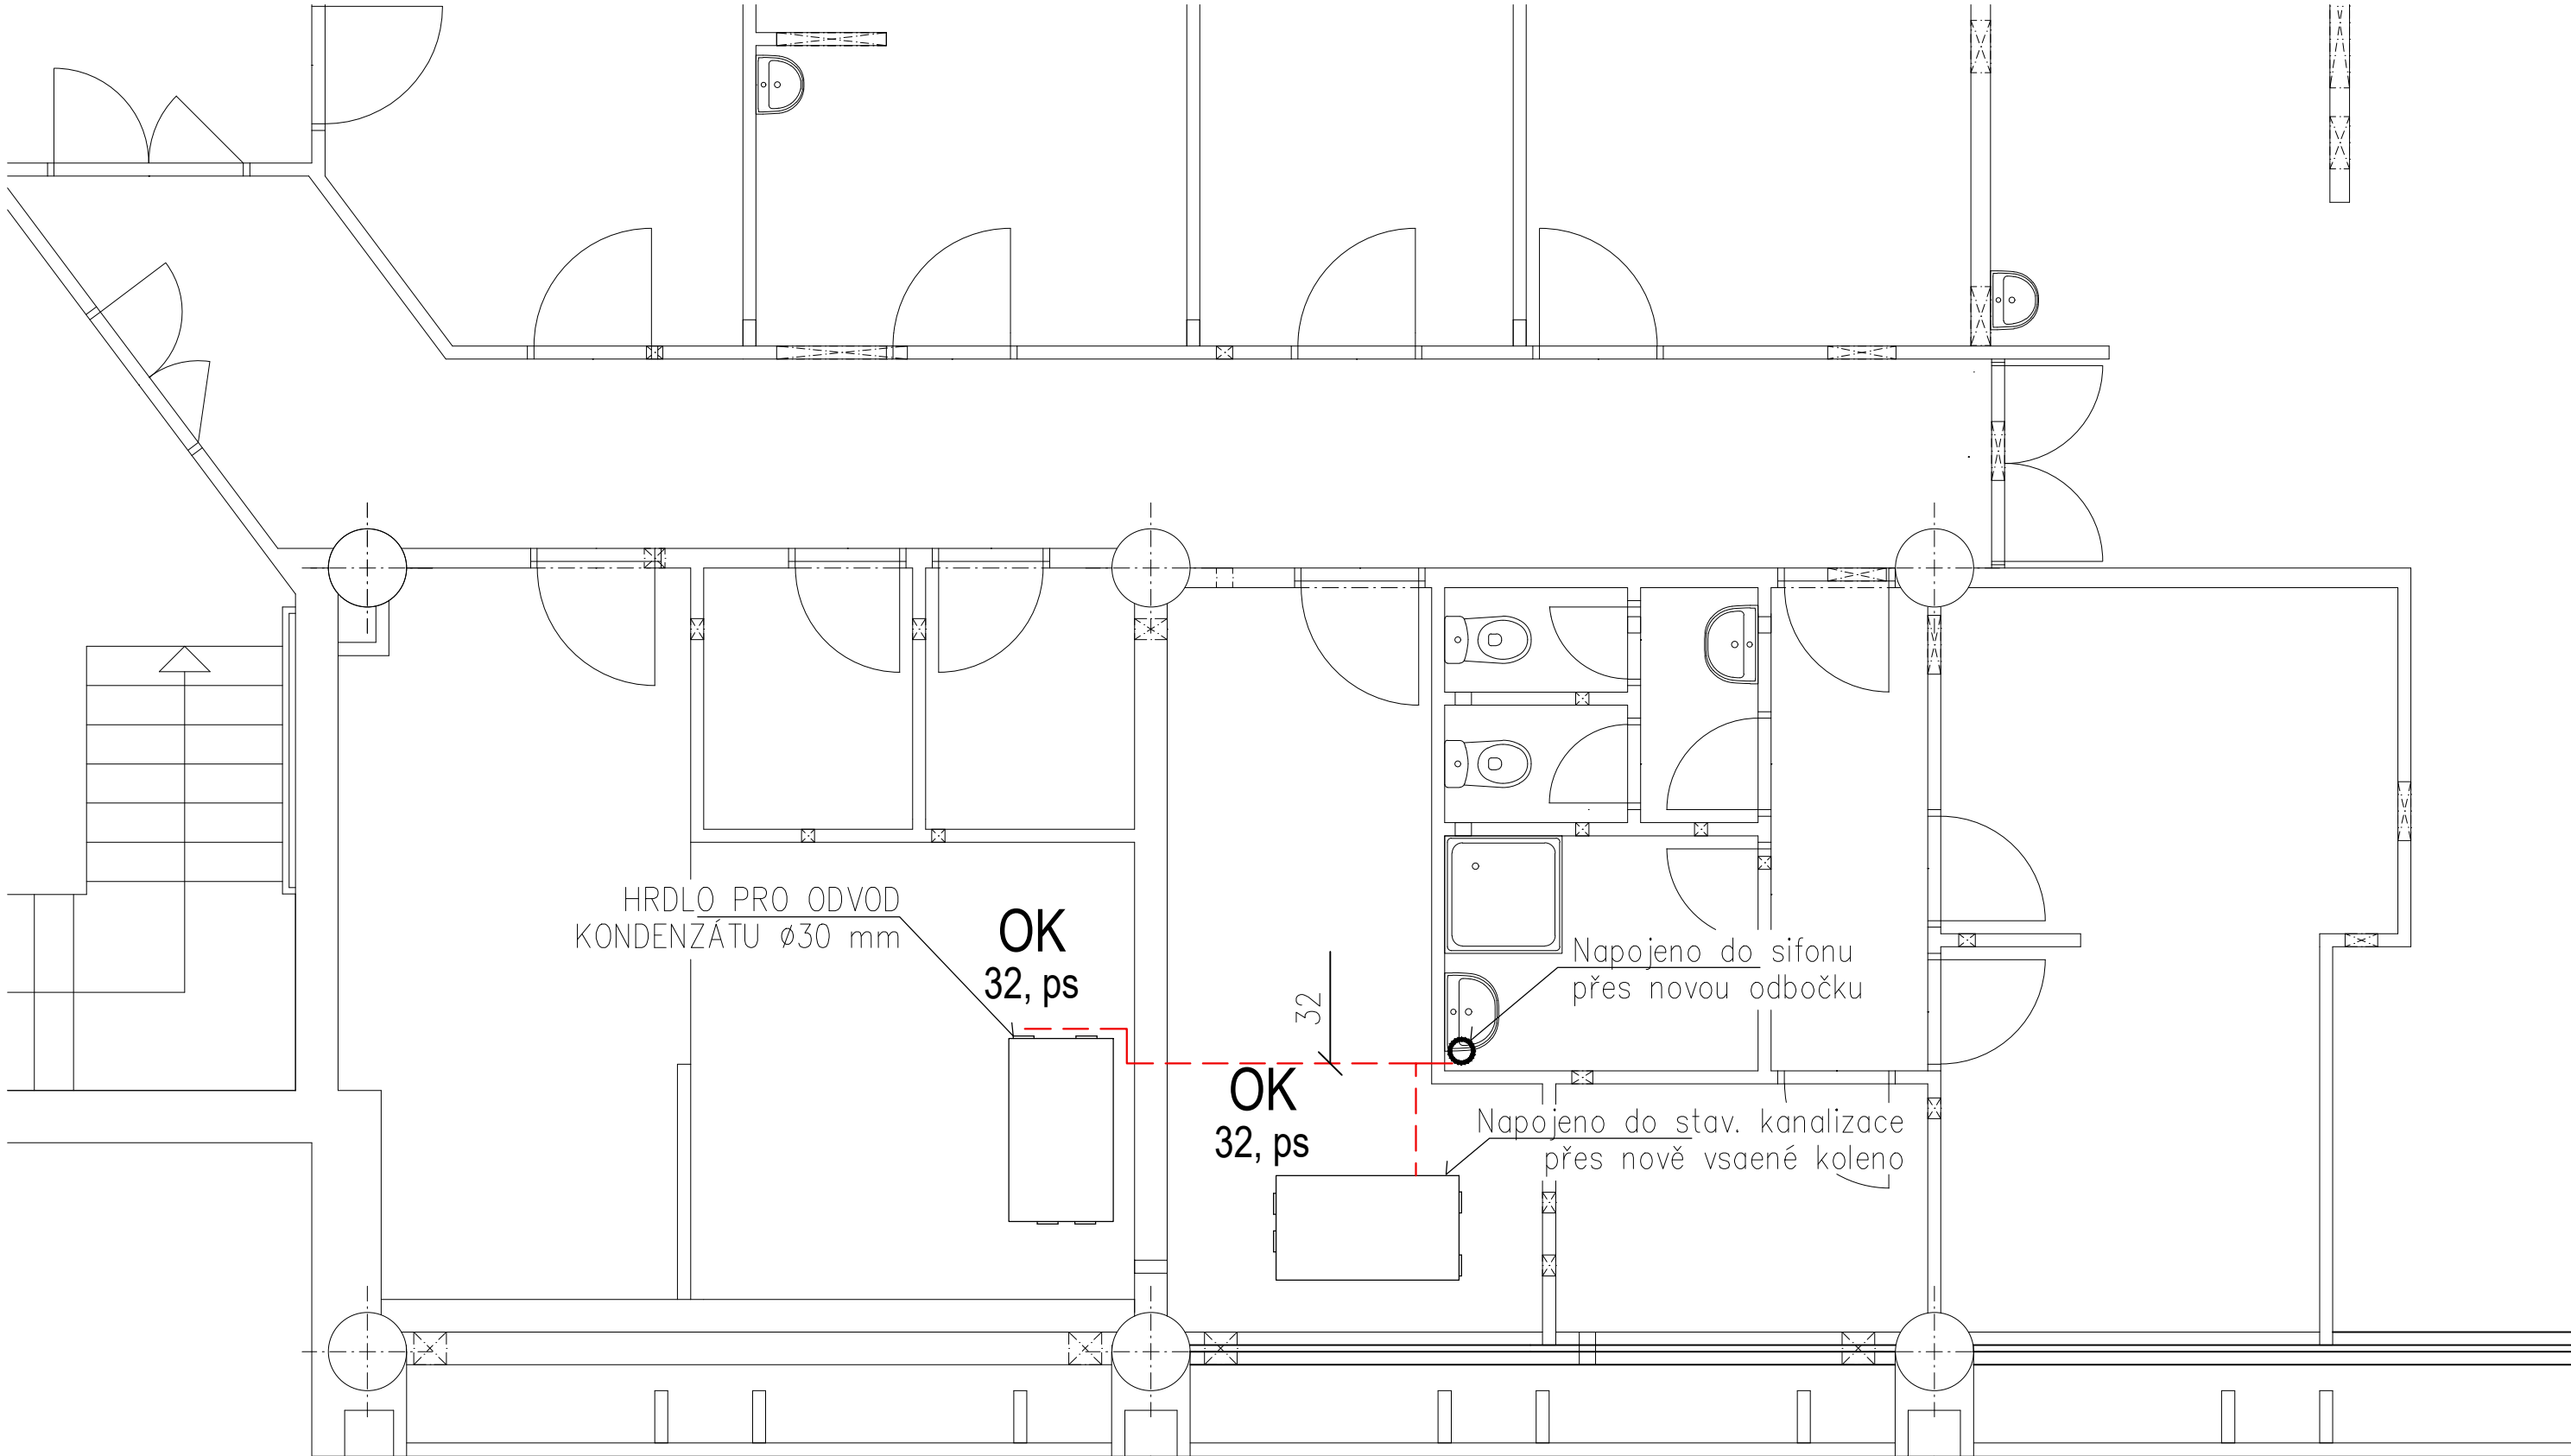 HRDLO PRO ODVOD
KONDENZÁTU ø30 mm
OK
32, ps
32
Napojeno do sifonu
přes novou odbočku
OK
32, ps
Napojeno do stav. kanalizace
přes nově vsaené koleno